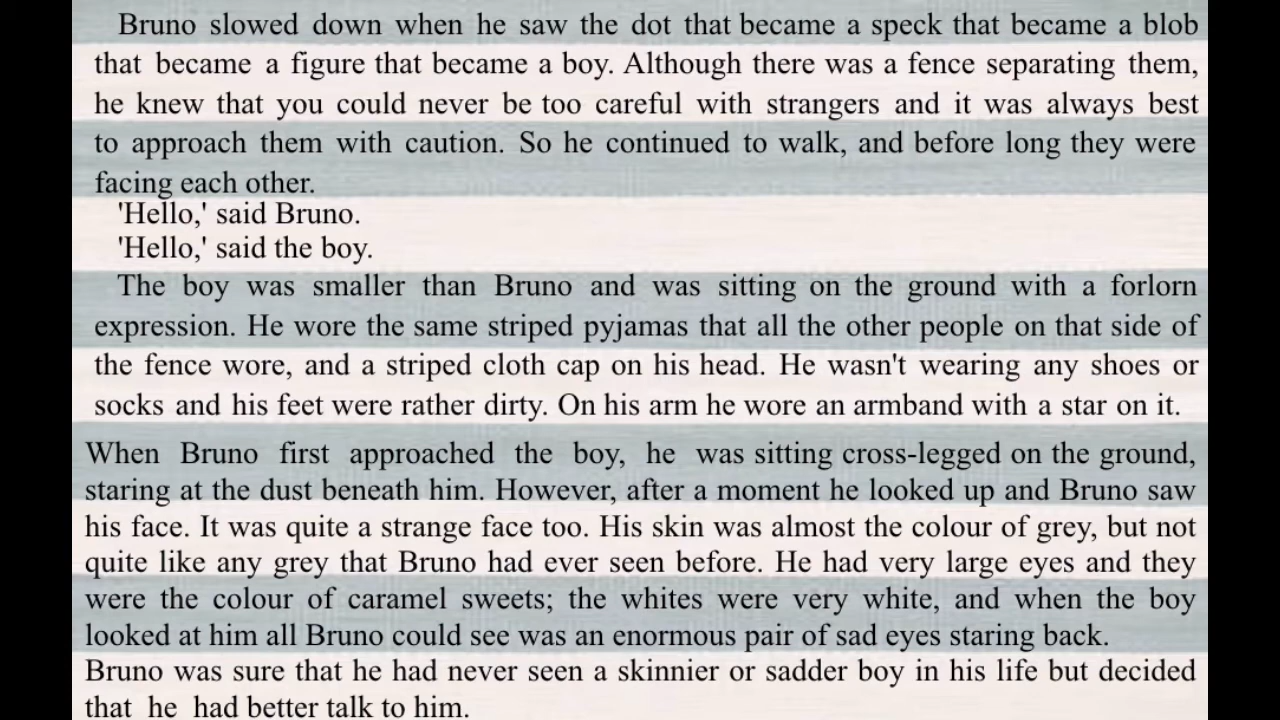 Bruno slowed down when he saw the dot that became a speck that became a blob
that became a figure that became a boy. Although there was a fence separating them,
he knew that you could never be too careful with strangers and it was always best
to approach them with caution. So he continued to walk, and before long they were
facing each other.
'Hello,' said Bruno.
'Hello,' said the boy.
The boy was smaller than Bruno and was sitting on the ground with a forlorn
expression. He wore the same striped pyjamas that all the other people on that side of
the fence wore, and a striped cloth cap on his head. He wasn't wearing any shoes or
socks and his feet were rather dirty. On his arm he wore an armband with a star on it.
When Bruno first approached the boy, he was sitting cross-legged on the ground,
staring at the dust beneath him. However, after a moment he looked up and Bruno saw
his face. It was quite a strange face too. His skin was almost the colour of grey, but not
quite like any grey that Bruno had ever seen before. He had very large eyes and they
were the colour of caramel sweets; the whites were very white, and when the boy
looked at him all Bruno could see was an enormous pair of sad eyes staring back.
Bruno was sure that he had never seen a skinnier or sadder boy in his life but decided
that he had better talk to him.